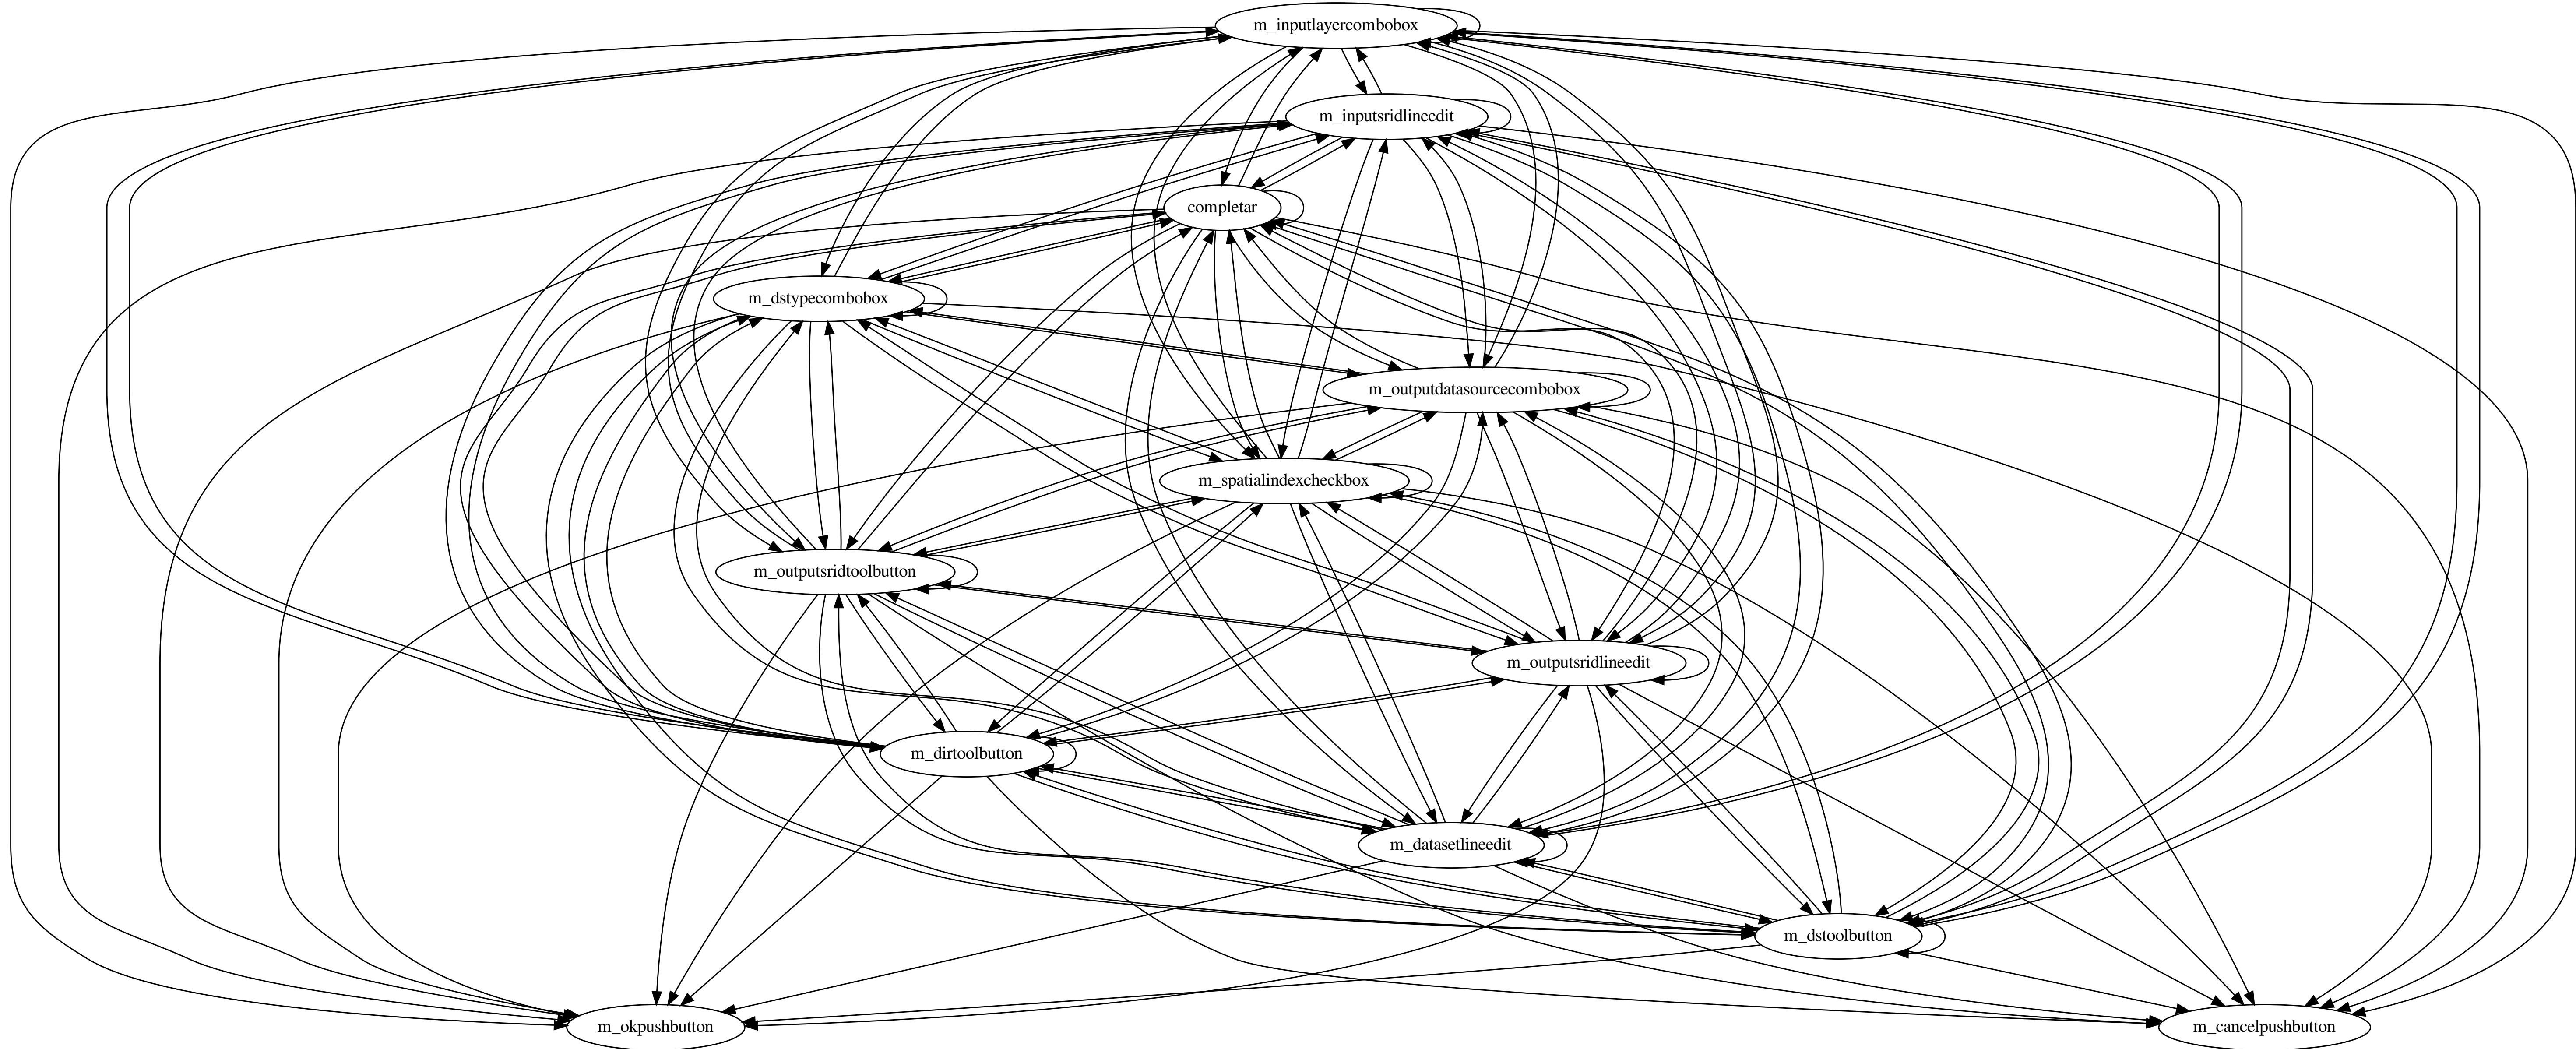 m_inputlayercombobox
m_inputsridlineedit
completar
m_dstypecombobox
m_outputdatasourcecombobox
m_spatialindexcheckbox
m_outputsridtoolbutton
m_outputsridlineedit
m_dirtoolbutton
m_datasetlineedit
m_dstoolbutton
m_okpushbutton
m_cancelpushbutton